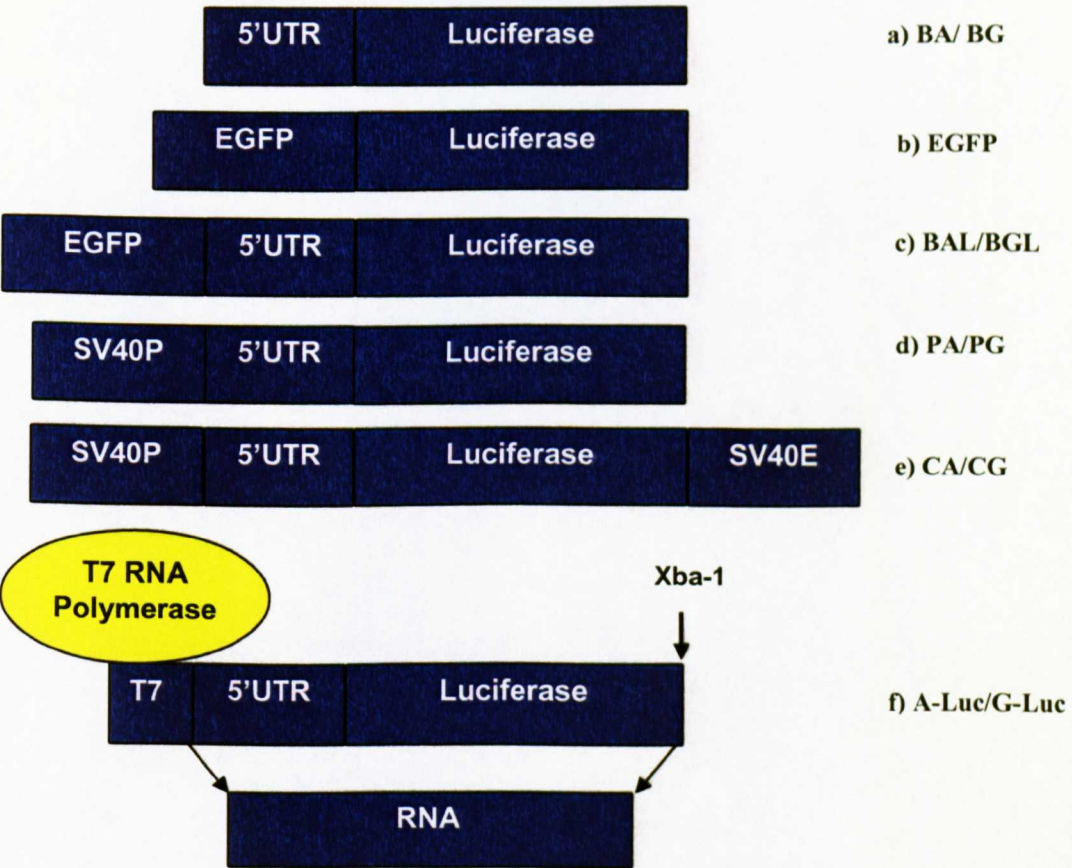 5'UTR Luciferase a) BA/ BG
EGFP Luciferase b) EGFP
EGFP 5'UTR Luciferase c) BAL/BGL
SV40P 5'UTR Luciferase d) PA/PG
SV40P 5'UTR Luciferase SV40E e) CA/CG
T7 RNA
Polymerase
Xba-1
T7 5'UTR Luciferase f) A-Luc/G-Luc
RNA